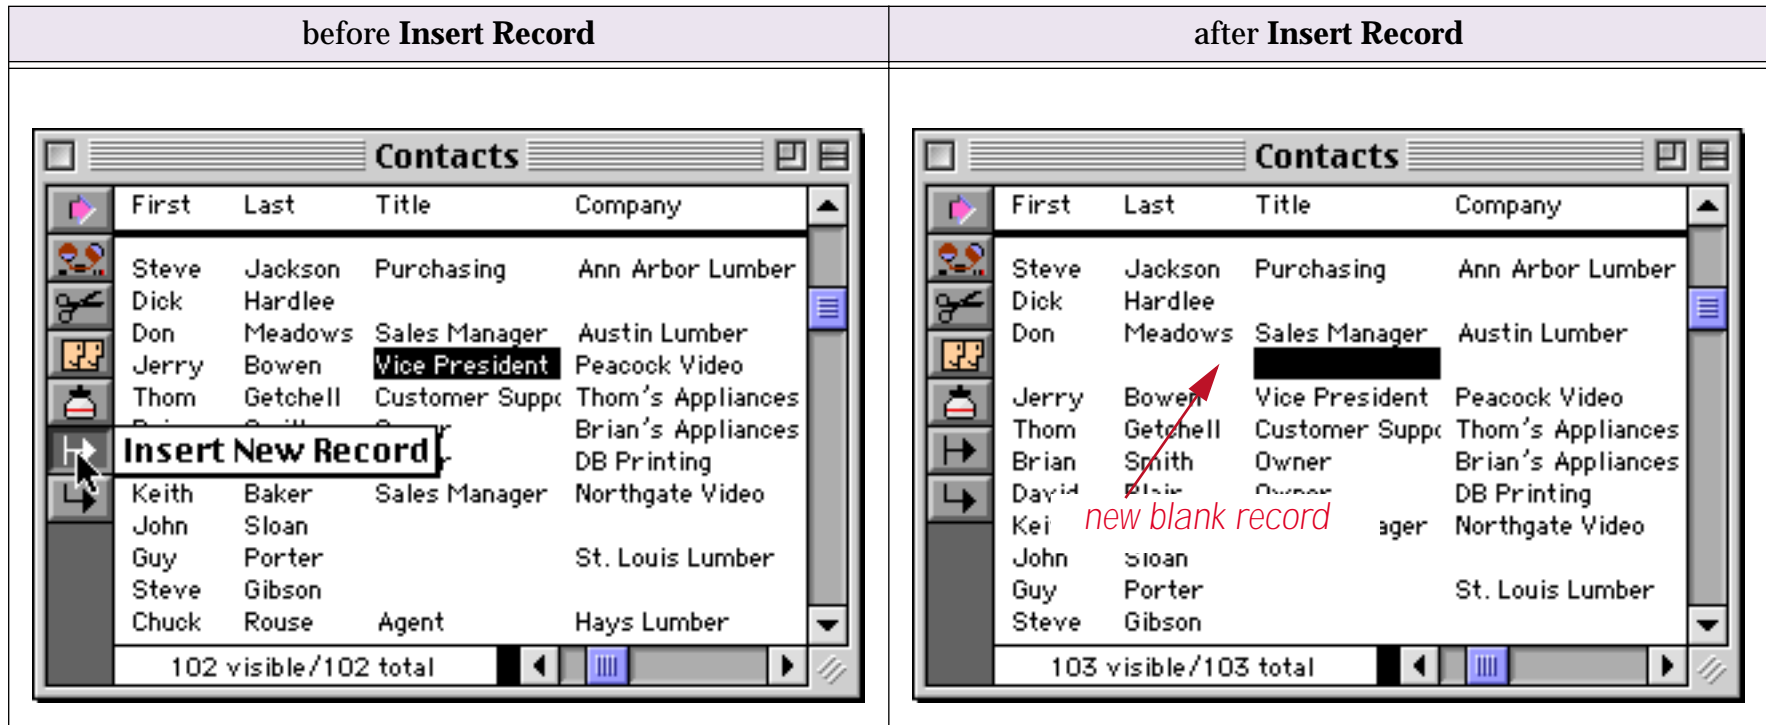 before Insert Record
after Insert Record
Contacts
First Last Title Company
Steve Jackson Purchasing Ann Arbor Lumber
Dick Hardlee
Don Meadows Sales Manager Austin Lumber
Jerry Bowen Vice President Peacock Video
Thom Getchell Customer Suppo Thom's Appliances
Brian's Appliances
Insert New Record
DB Printing
Keith Baker Sales Manager Northgate Video
John Sloan
Guy Porter St. Louis Lumber
Steve Gibson
Chuck Rouse Agent Hays Lumber
102 visible/102 total
Contacts
First Last Title Company
Steve Jackson Purchasing Ann Arbor Lumber
Dick Hardlee
Don Meadows Sales Manager Austin Lumber
Jerry Bowen Vice President Peacock Video
Thom Getchell Customer Suppo Thom's Appliances
Brian Smith Owner Brian's Appliances
David Blair Owner DB Printing
new blank record
Kei ager Northgate Video
John Sloan
Guy Porter St. Louis Lumber
Steve Gibson
103 visible/103 total